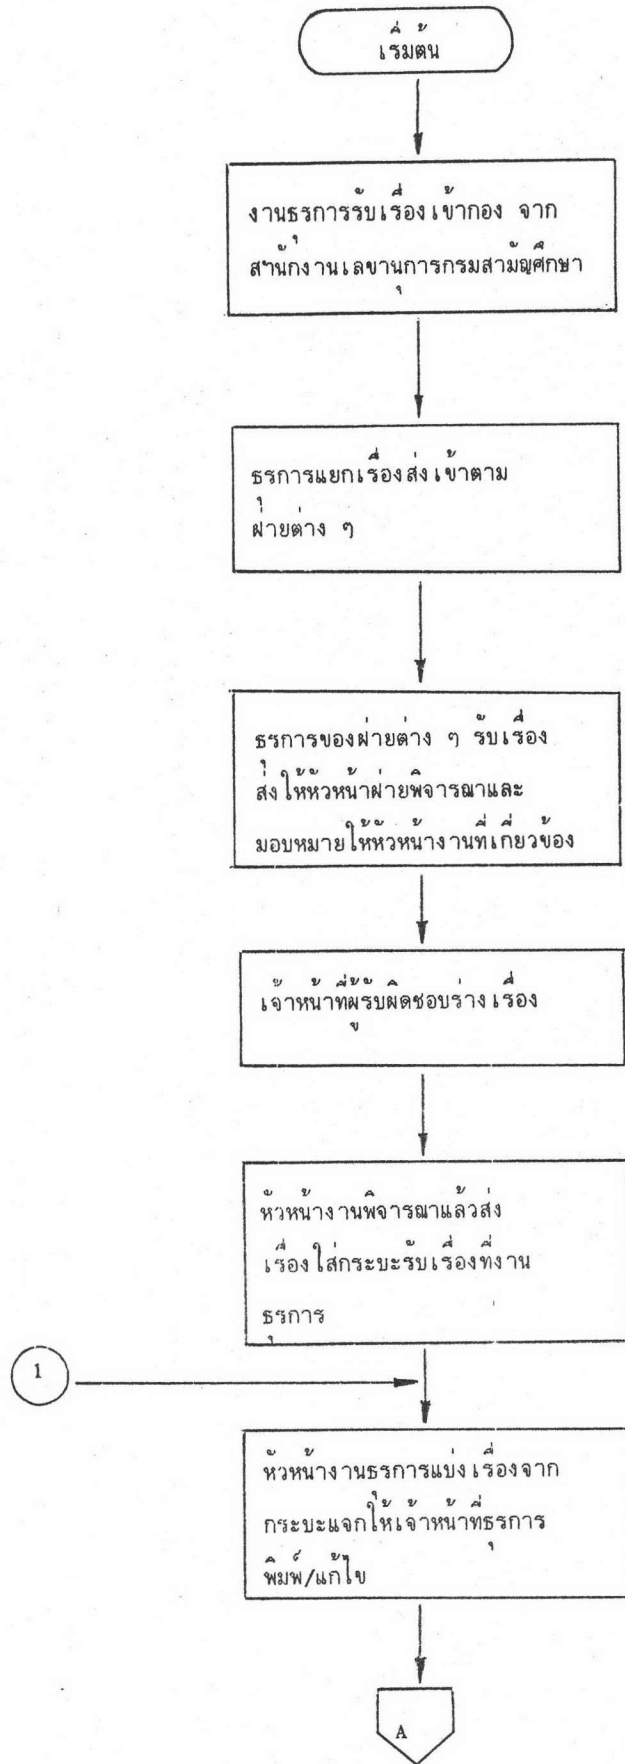 เริ่มต้น
งานธุรการรับเรื่องเข้ากอง จาก
สำนักงานเลขานุการกรมสามัญศึกษา
ธุรการแยกเรื่องส่งเข้าตาม
ฝ่ายต่าง ๆ
ธุรการของฝ่ายต่าง ๆ รับเรื่อง
ส่งให้หัวหน้าฝ่ายพิจารณาและ
มอบหมายให้หัวหน้างานที่เกี่ยวข้อง
เจ้าหน้าที่ผู้รับผิดชอบร่างเรื่อง
หัวหน้างานพิจารณาแล้วส่ง
เรื่องใส่กระบะรับเรื่องที่งาน
ธุรการ
1
หัวหน้างานธุรการแบ่งเรื่องจาก
กระบะแจกให้เจ้าหน้าที่ธุรการ
พิมพ์/แก้ไข
A